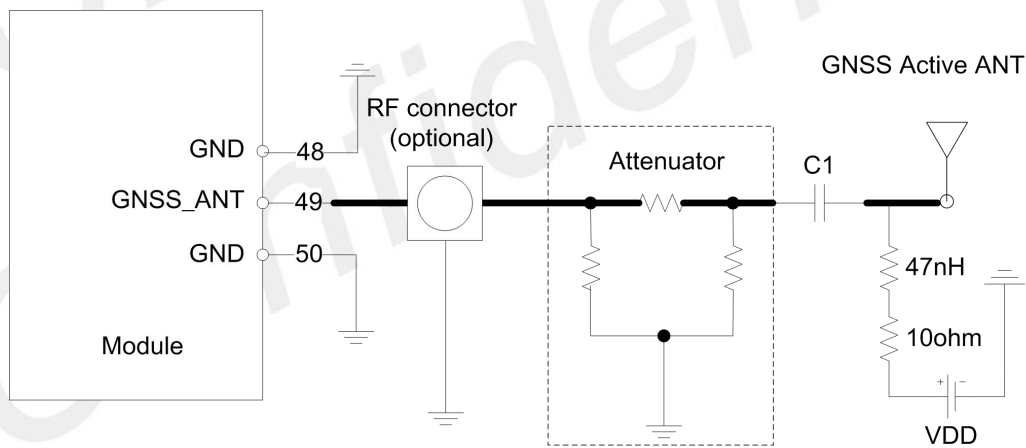 GNSS Active ANT
RF connector
(optional)
Attenuator
C1
GND
48
GNSS_ANT
49
GND
50
47nH
10ohm
Module
+
-
VDD